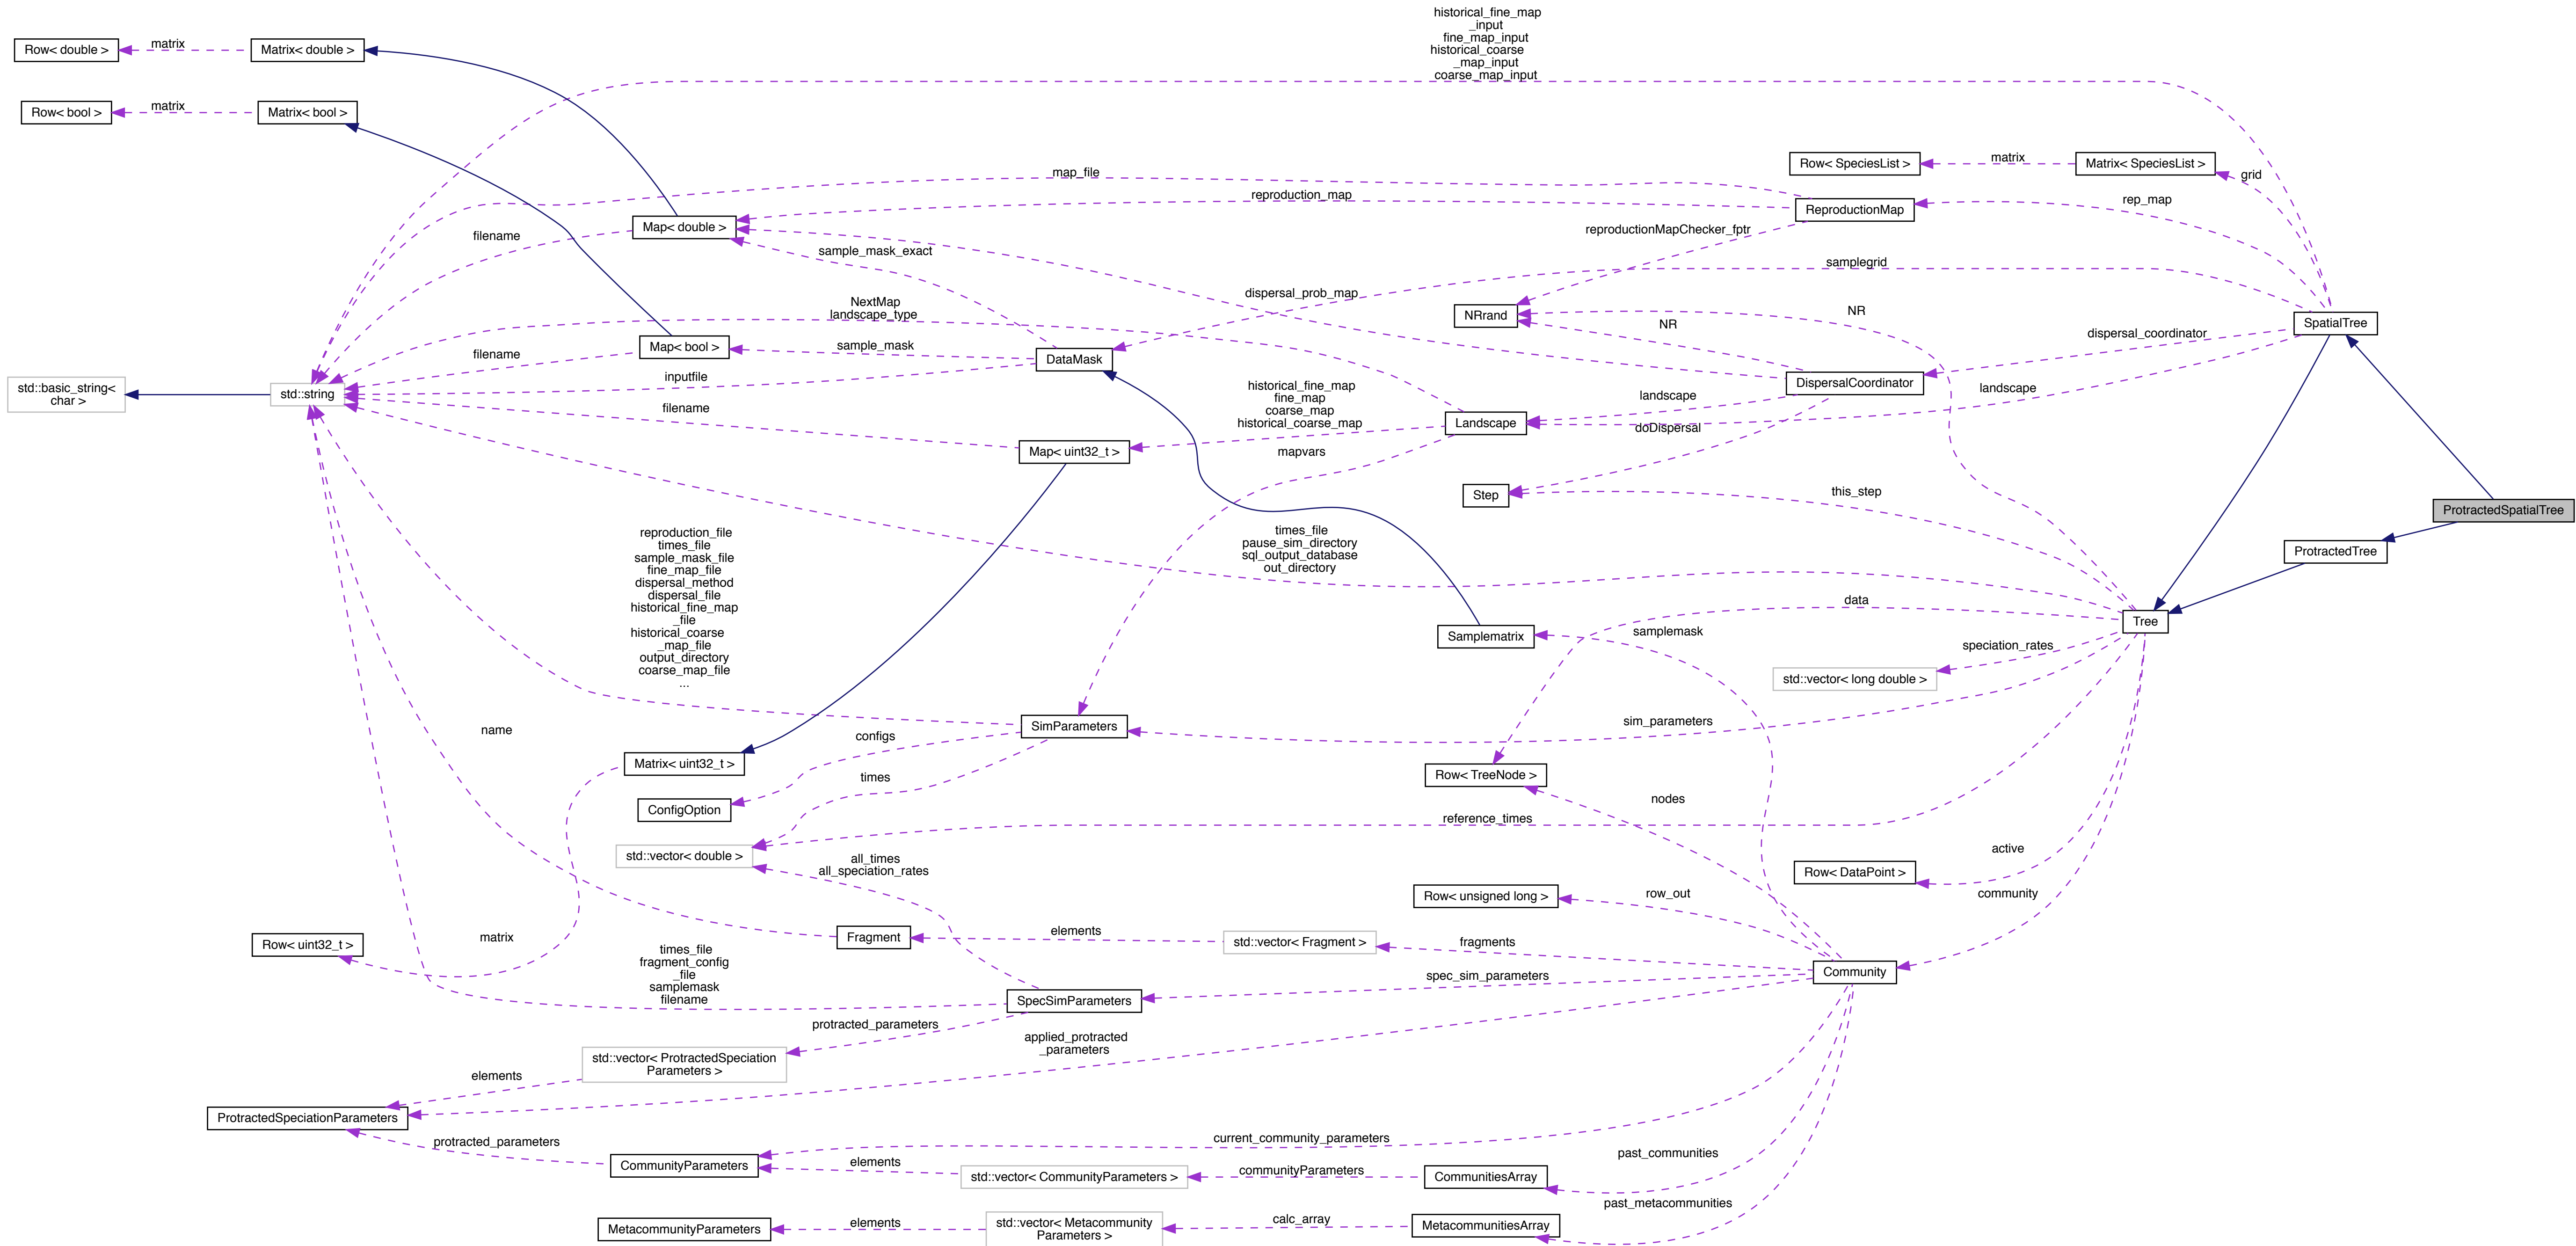 historical_fine_map
_input
fine_map_input
historical_coarse
_map_input
coarse_map_input
Row< double >
matrix
Matrix< double >
Row< bool >
matrix
Matrix< bool >
Row< SpeciesList >
matrix
Matrix< SpeciesList >
grid
map_file
reproduction_map
ReproductionMap
rep_map
filename
Map< double >
sample_mask_exact
reproductionMapChecker_fptr
samplegrid
dispersal_prob_map
NextMap
landscape_type
NRrand
NR
NR
SpatialTree
dispersal_coordinator
filename
Map< bool >
sample_mask
DataMask
inputfile
DispersalCoordinator
landscape
landscape
std::basic_string<
char >
std::string
historical_fine_map
fine_map
coarse_map
historical_coarse_map
filename
Landscape
doDispersal
Map< uint32_t >
mapvars
Step
this_step
ProtractedSpatialTree
ProtractedTree
times_file
pause_sim_directory
sql_output_database
out_directory
reproduction_file
times_file
sample_mask_file
fine_map_file
dispersal_method
dispersal_file
historical_fine_map
_file
historical_coarse
_map_file
output_directory
coarse_map_file
...
data
Tree
Samplematrix
samplemask
speciation_rates
std::vector< long double >
name
SimParameters
sim_parameters
configs
Matrix< uint32_t >
times
Row< TreeNode >
ConfigOption
nodes
reference_times
std::vector< double >
all_times
all_speciation_rates
active
Row< DataPoint >
Row< unsigned long >
row_out
community
Row< uint32_t >
matrix
Fragment
elements
std::vector< Fragment >
fragments
times_file
fragment_config
_file
samplemask
filename
spec_sim_parameters
Community
SpecSimParameters
protracted_parameters
applied_protracted
_parameters
std::vector< ProtractedSpeciation
Parameters >
elements
ProtractedSpeciationParameters
protracted_parameters
current_community_parameters
CommunityParameters
elements
std::vector< CommunityParameters >
communityParameters
CommunitiesArray
past_communities
past_metacommunities
MetacommunityParameters
elements
std::vector< Metacommunity
Parameters >
calc_array
MetacommunitiesArray